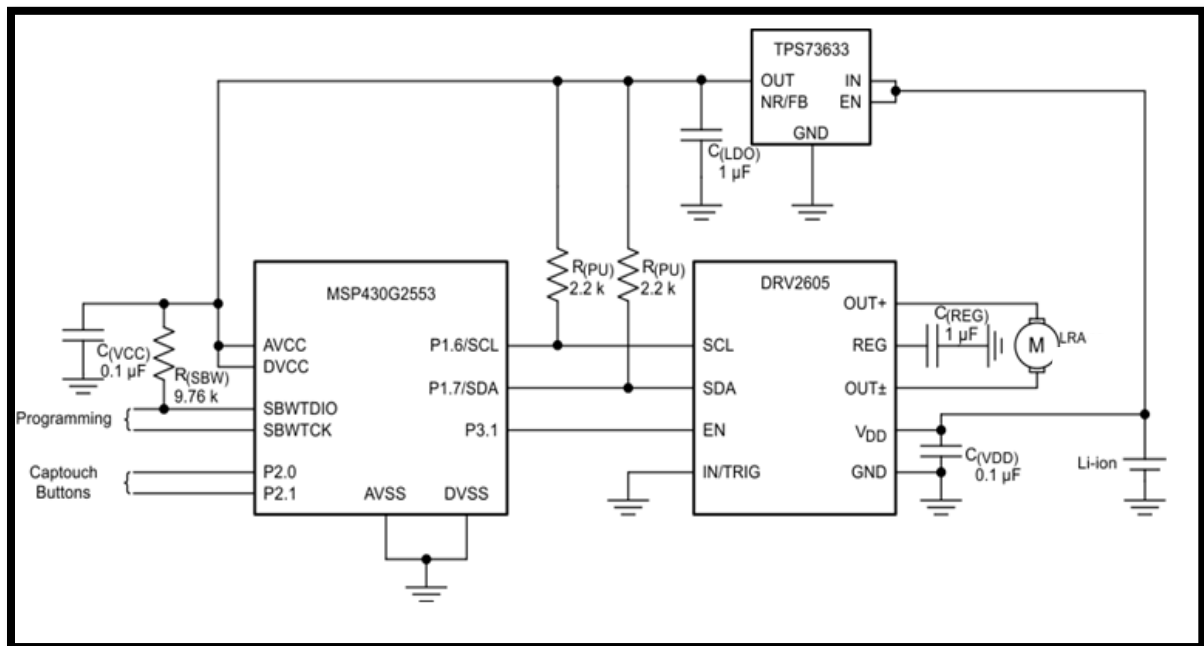 TPS73633
OUT
IN
NR/FB
EN
GND
C(LDO)
1 µF
R(PU)
2.2 k
R(PU)
2.2 k
MSP430G2553
DRV2605
C(VCC)
0.1 µF
R(SBW)
9.76 k
AVCC
DVCC
SBWTDIO
SBWTCK
P2.0
P2.1
AVSS
DVSS
P1.6/SCL
P1.7/SDA
P3.1
Programming {
Captouch {
Buttons
SCL
SDA
EN
IN/TRIG
OUT+
REG
OUT±
VDD
GND
C(REG)
1 µF
M
LRA
C(VDD)
0.1 µF
Li-ion